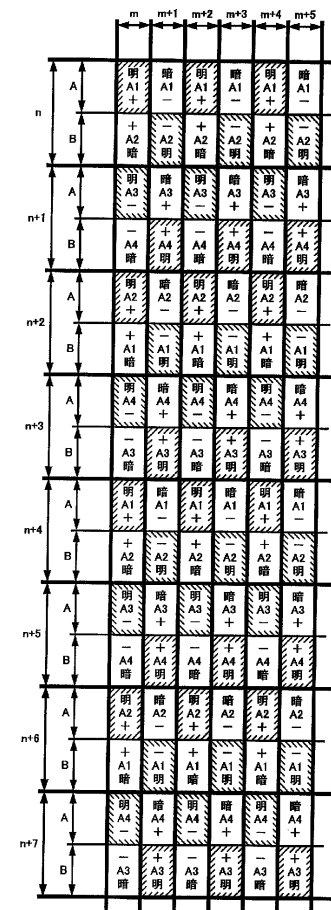 m m+1 m+2 m+3 m+4 m+5
n
A
明 暗 明 暗 明 暗
A1 A1 A1 A1 A1 A1
+ − + − + −
B
+ − + − + −
A2 A2 A2 A2 A2 A2
暗 明 暗 明 暗 明
n+1
A
明 暗 明 暗 明 暗
A3 A3 A3 A3 A3 A3
− + − + − +
B
− + − + − +
A4 A4 A4 A4 A4 A4
暗 明 暗 明 暗 明
n+2
A
明 暗 明 暗 明 暗
A2 A2 A2 A2 A2 A2
+ − + − + −
B
+ − + − + −
A1 A1 A1 A1 A1 A1
暗 明 暗 明 暗 明
n+3
A
明 暗 明 暗 明 暗
A4 A4 A4 A4 A4 A4
− + − + − +
B
− + − + − +
A3 A3 A3 A3 A3 A3
暗 明 暗 明 暗 明
n+4
A
明 暗 明 暗 明 暗
A1 A1 A1 A1 A1 A1
+ − + − + −
B
+ − + − + −
A2 A2 A2 A2 A2 A2
暗 明 暗 明 暗 明
n+5
A
明 暗 明 暗 明 暗
A3 A3 A3 A3 A3 A3
− + − + − +
B
− + − + − +
A4 A4 A4 A4 A4 A4
暗 明 暗 明 暗 明
n+6
A
明 暗 明 暗 明 暗
A2 A2 A2 A2 A2 A2
+ − + − + −
B
+ − + − + −
A1 A1 A1 A1 A1 A1
暗 明 暗 明 暗 明
n+7
A
明 暗 明 暗 明 暗
A4 A4 A4 A4 A4 A4
− + − + − +
B
− + − + − +
A3 A3 A3 A3 A3 A3
暗 明 暗 明 暗 明